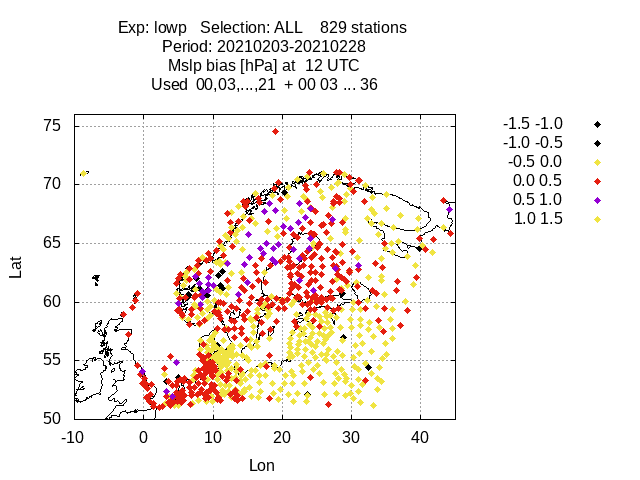 Exp: lowp   Selection: ALL    829 stations
Period: 20210203-20210228
Mslp bias [hPa] at  12 UTC
Used  00,03,...,21  + 00 03 ... 36
-1.5 -1.0
-1.0 -0.5
-0.5 0.0
0.0 0.5
0.5 1.0
1.0 1.5
Lat
75
70
65
60
55
50
-10 0 10 20 30 40
Lon